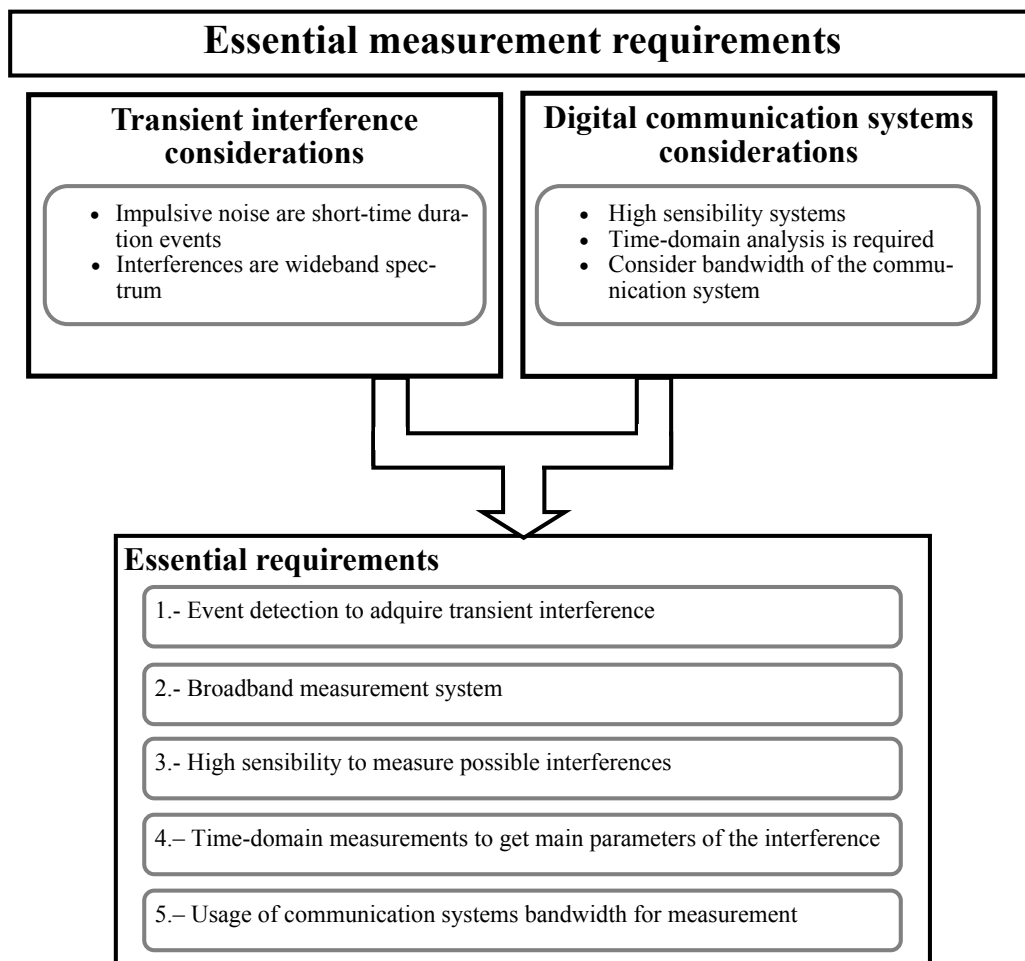 Essential measurement requirements
Transient interference
considerations
• Impulsive noise are short-time dura-
tion events
• Interferences are wideband spec-
trum
Digital communication systems
considerations
• High sensibility systems
• Time-domain analysis is required
• Consider bandwidth of the commu-
nication system
Essential requirements
1.- Event detection to adquire transient interference
2.- Broadband measurement system
3.- High sensibility to measure possible interferences
4.– Time-domain measurements to get main parameters of the interference
5.– Usage of communication systems bandwidth for measurement